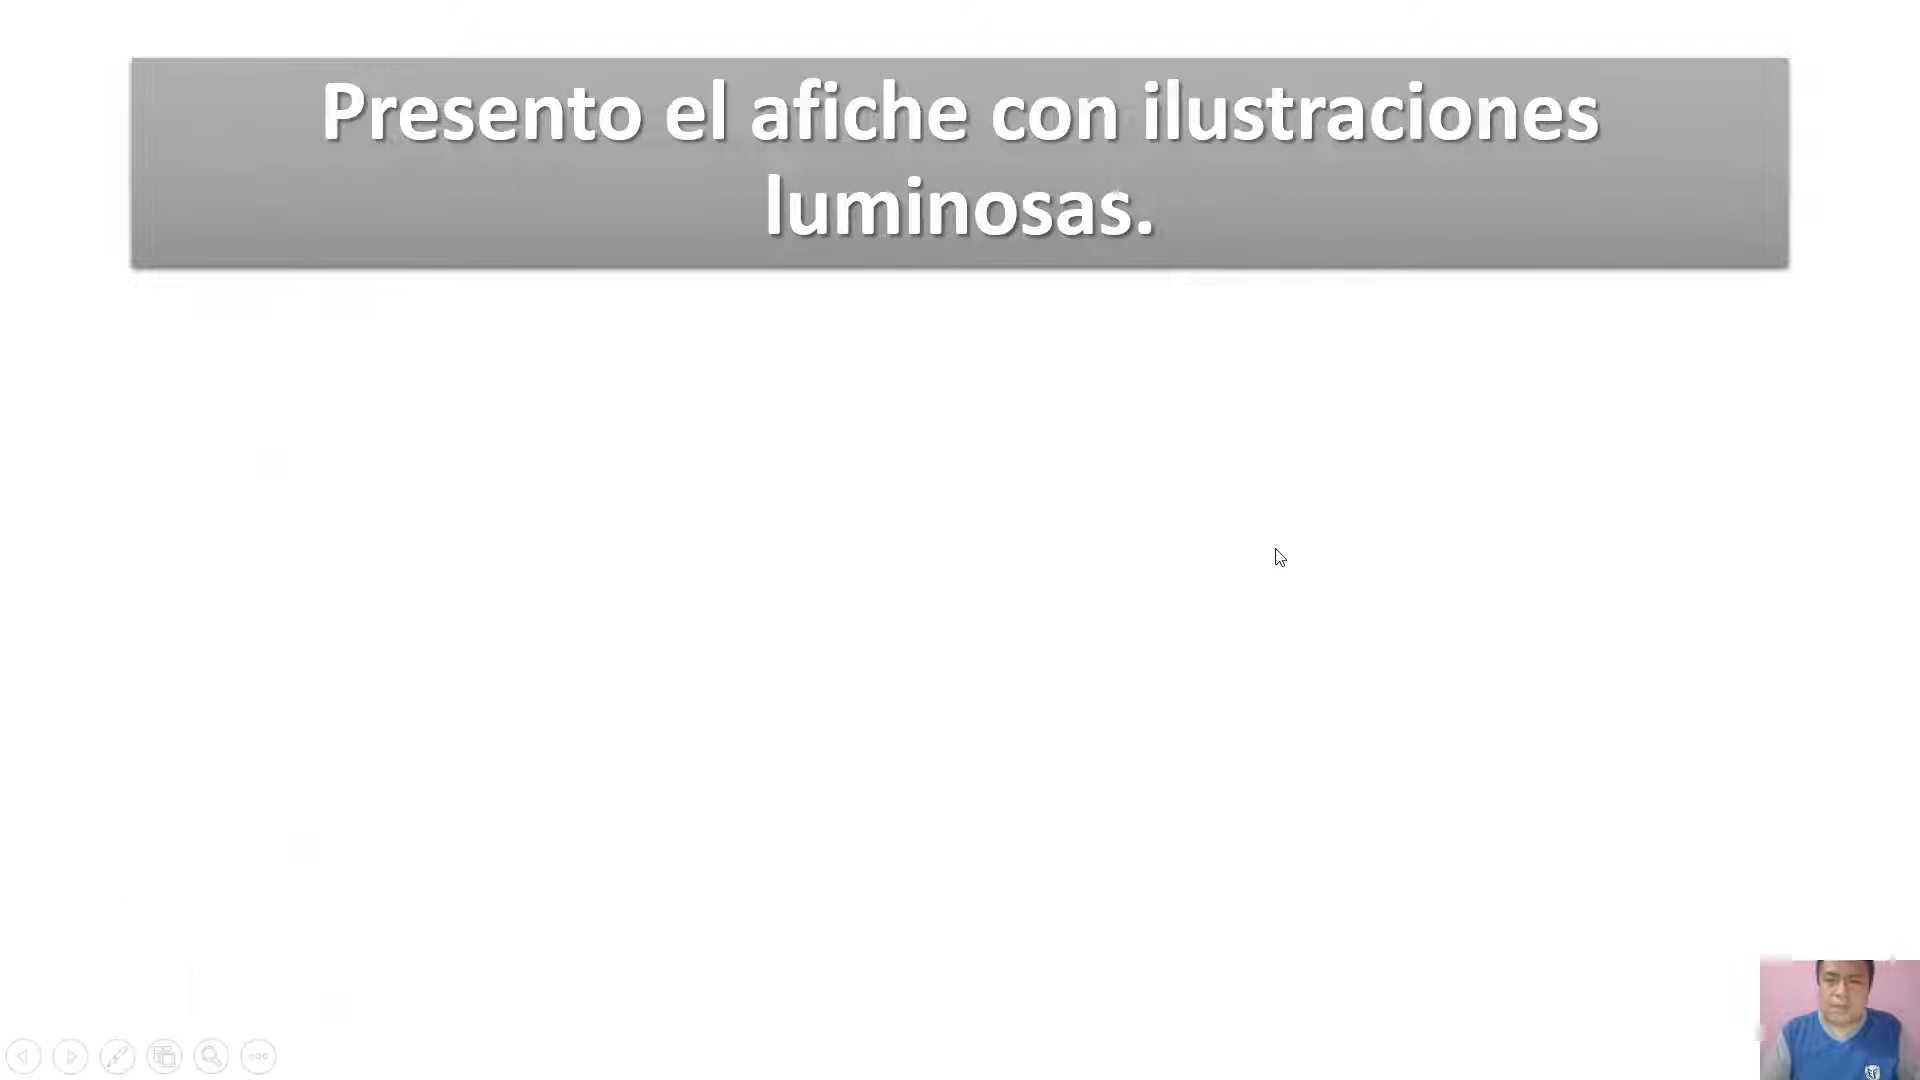 Presento el afiche con ilustraciones
luminosas.